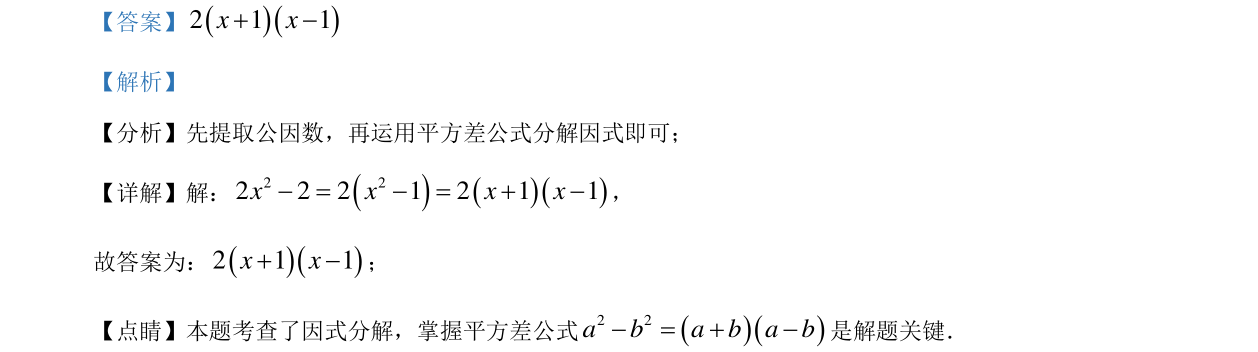 【答案】2(x+1)(x−1)
【解析】
【分析】先提取公因数，再运用平方差公式分解因式即可；
【详解】解：2x²−2=2(x²−1)=2(x+1)(x−1)，
故答案为：2(x+1)(x−1)；
【点睛】本题考查了因式分解，掌握平方差公式a²−b²=(a+b)(a−b)是解题关键．